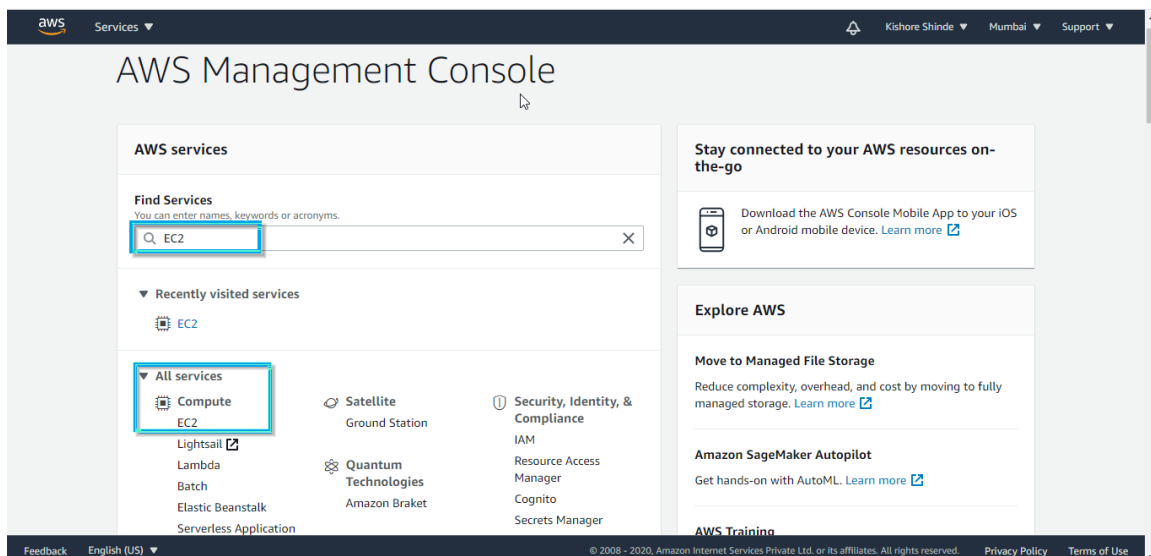 aws
Services ▼
Kishore Shinde ▼
Mumbai ▼
Support ▼
AWS Management Console
AWS services
Find Services
You can enter names, keywords or acronyms.
EC2
▼ Recently visited services
EC2
▼ All services
Compute
EC2
Lightsail
Lambda
Batch
Elastic Beanstalk
Serverless Application
Satellite
Ground Station
Quantum
Technologies
Amazon Braket
Security, Identity, &
Compliance
IAM
Resource Access
Manager
Cognito
Secrets Manager
Stay connected to your AWS resources on-
the-go
Download the AWS Console Mobile App to your iOS
or Android mobile device. Learn more
Explore AWS
Move to Managed File Storage
Reduce complexity, overhead, and cost by moving to fully
managed storage. Learn more
Amazon SageMaker Autopilot
Get hands-on with AutoML. Learn more
AWS Training
Feedback
English (US) ▼
© 2008 - 2020, Amazon Internet Services Private Ltd. or its affiliates. All rights reserved.
Privacy Policy
Terms of Use